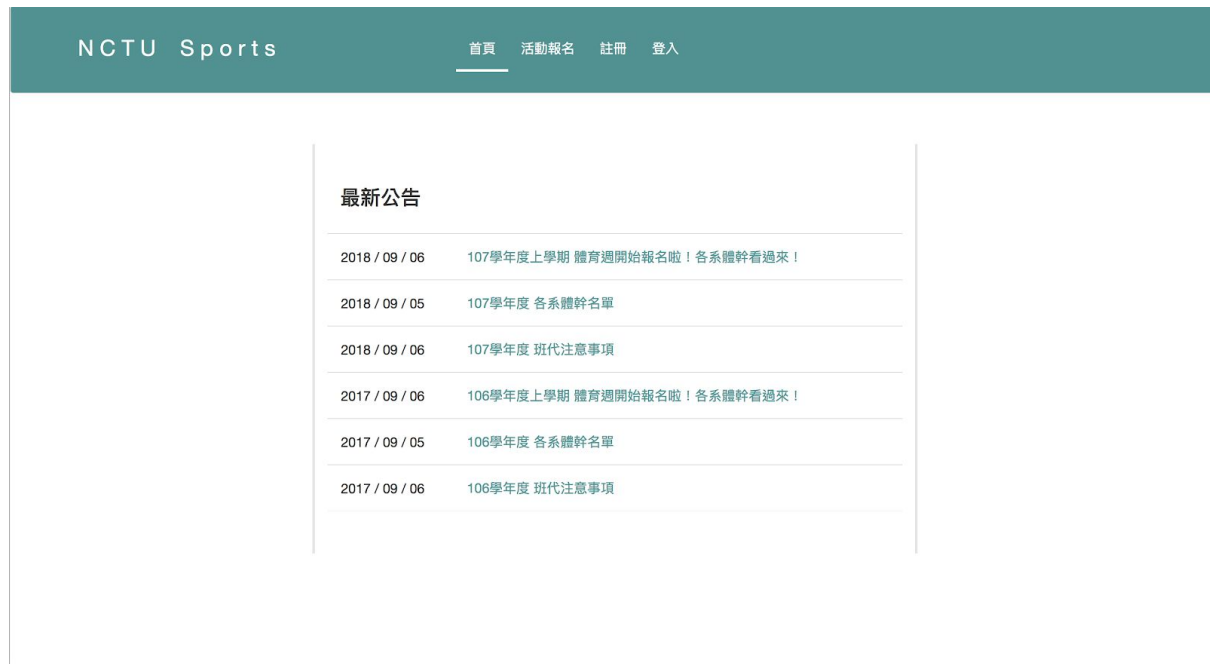 NCTU Sports
首頁 活動報名 註冊 登入
最新公告
2018 / 09 / 06 107學年度上學期 體育週開始報名啦！各系體幹看過來！
2018 / 09 / 05 107學年度 各系體幹名單
2018 / 09 / 06 107學年度 班代注意事項
2017 / 09 / 06 106學年度上學期 體育週開始報名啦！各系體幹看過來！
2017 / 09 / 05 106學年度 各系體幹名單
2017 / 09 / 06 106學年度 班代注意事項